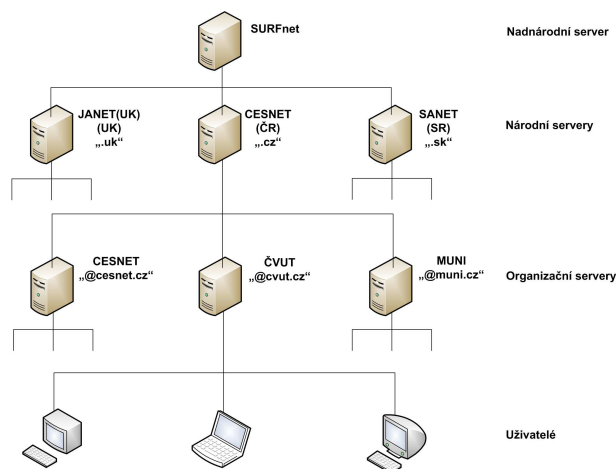 SURFnet
Nadnárodní server
JANET(UK)
(UK)
„.uk“
CESNET
(ČR)
„.cz“
SANET
(SR)
„.sk“
Národní servery
CESNET
„@cesnet.cz“
ČVUT
„@cvut.cz“
MUNI
„@muni.cz“
Organizační servery
Uživatelé